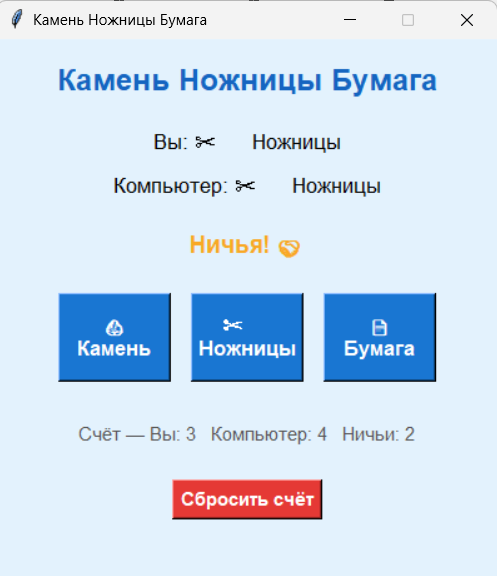 Камень Ножницы Бумага
Камень Ножницы Бумага
Вы: ✂ Ножницы
Компьютер: ✂ Ножницы
Ничья! 🤝
Камень
Ножницы
Бумага
Счёт — Вы: 3 Компьютер: 4 Ничьи: 2
Сбросить счёт